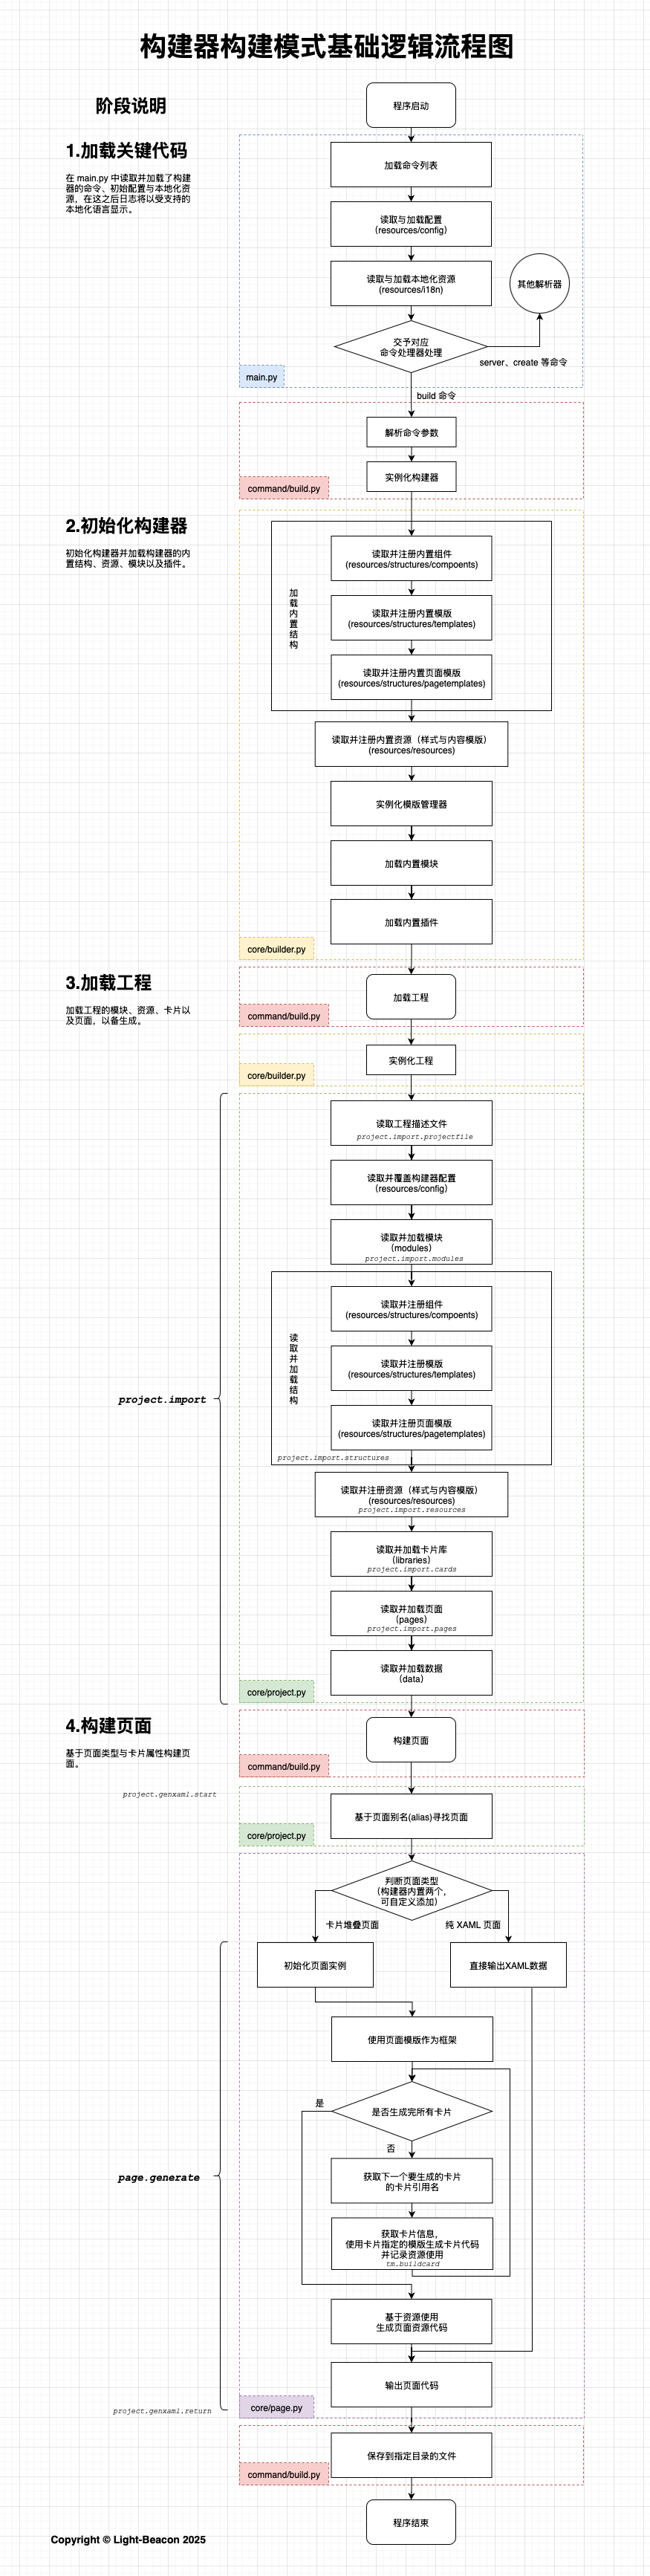 构建器构建模式基础逻辑流程图
阶段说明
程序启动
1.加载关键代码
在 main.py 中读取并加载了构建
器的命令、初始配置与本地化资
源，在这之后日志将以受支持的
本地化语言显示。
加载命令列表
读取与加载配置
（resources/config）
读取与加载本地化资源
(resources/i18n)
其他解析器
交予对应
命令处理器处理
server、create 等命令
main.py
build 命令
解析命令参数
实例化构建器
command/build.py
2.初始化构建器
初始化构建器并加载构建器的内
置结构、资源、模块以及插件。
加
载
内
置
结
构
读取并注册内置组件
(resources/structures/compoents)
读取并注册内置模版
(resources/structures/templates)
读取并注册内置页面模版
(resources/structures/pagetemplates)
读取并注册内置资源（样式与内容模版）
(resources/resources)
实例化模版管理器
加载内置模块
加载内置插件
core/builder.py
3.加载工程
加载工程的模块、资源、卡片以
及页面，以备生成。
加载工程
command/build.py
实例化工程
core/builder.py
读取工程描述文件
project.import.projectfile
读取并覆盖构建器配置
（resources/config）
读取并加载模块
(modules)
project.import.modules
读
取
并
加
载
结
构
读取并注册组件
(resources/structures/compoents)
读取并注册模版
(resources/structures/templates)
project.import
读取并注册页面模版
(resources/structures/pagetemplates)
project.import.structures
读取并注册资源（样式与内容模版）
(resources/resources)
project.import.resources
读取并加载卡片库
（libraries）
project.import.cards
读取并加载页面
(pages)
project.import.pages
读取并加载数据
（data）
core/project.py
4.构建页面
基于页面类型与卡片属性构建页
面。
构建页面
command/build.py
project.genxaml.start
基于页面别名(alias)寻找页面
core/project.py
判断页面类型
（构建器内置两个，
可自定义添加）
卡片堆叠页面
纯 XAML 页面
初始化页面实例
直接输出XAML数据
使用页面模版作为框架
是
是否生成完所有卡片
否
page.generate
获取下一个要生成的卡片
的卡片引用名
获取卡片信息，
使用卡片指定的模版生成卡片代码
并记录资源使用
tm.buildcard
基于资源使用
生成页面资源代码
输出页面代码
core/page.py
project.genxaml.return
保存到指定目录的文件
command/build.py
程序结束
Copyright © Light-Beacon 2025